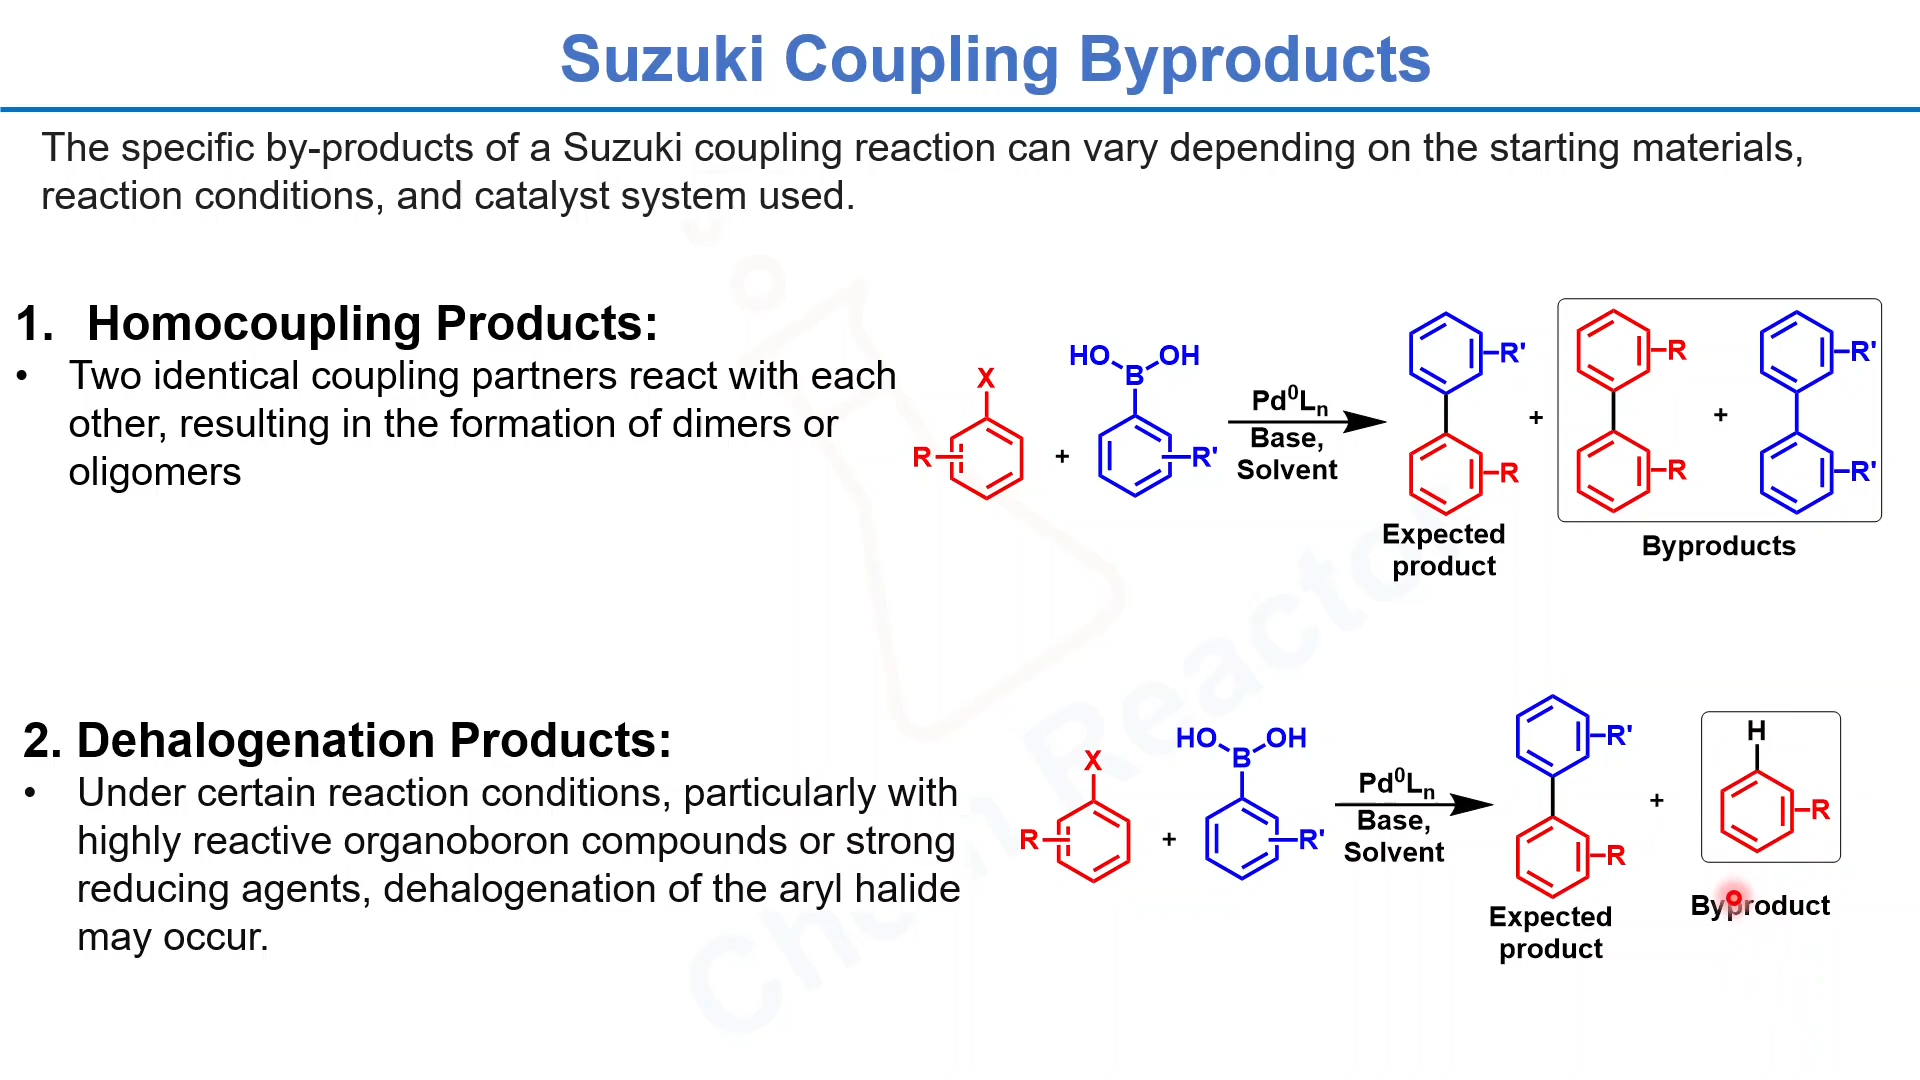 Suzuki Coupling Byproducts
The specific by-products of a Suzuki coupling reaction can vary depending on the starting materials,
reaction conditions, and catalyst system used.
1. Homocoupling Products:
• Two identical coupling partners react with each
other, resulting in the formation of dimers or
oligomers
X
R
+
HO OH
B
R'
Pd⁰Lₙ
Base,
Solvent
R'
R
Expected
product
+
R
R
+
R'
R'
Byproducts
2. Dehalogenation Products:
• Under certain reaction conditions, particularly with
highly reactive organoboron compounds or strong
reducing agents, dehalogenation of the aryl halide
may occur.
X
R
+
HO OH
B
R'
Pd⁰Lₙ
Base,
Solvent
R'
R
Expected
product
+
H
R
Byproduct
Reactor